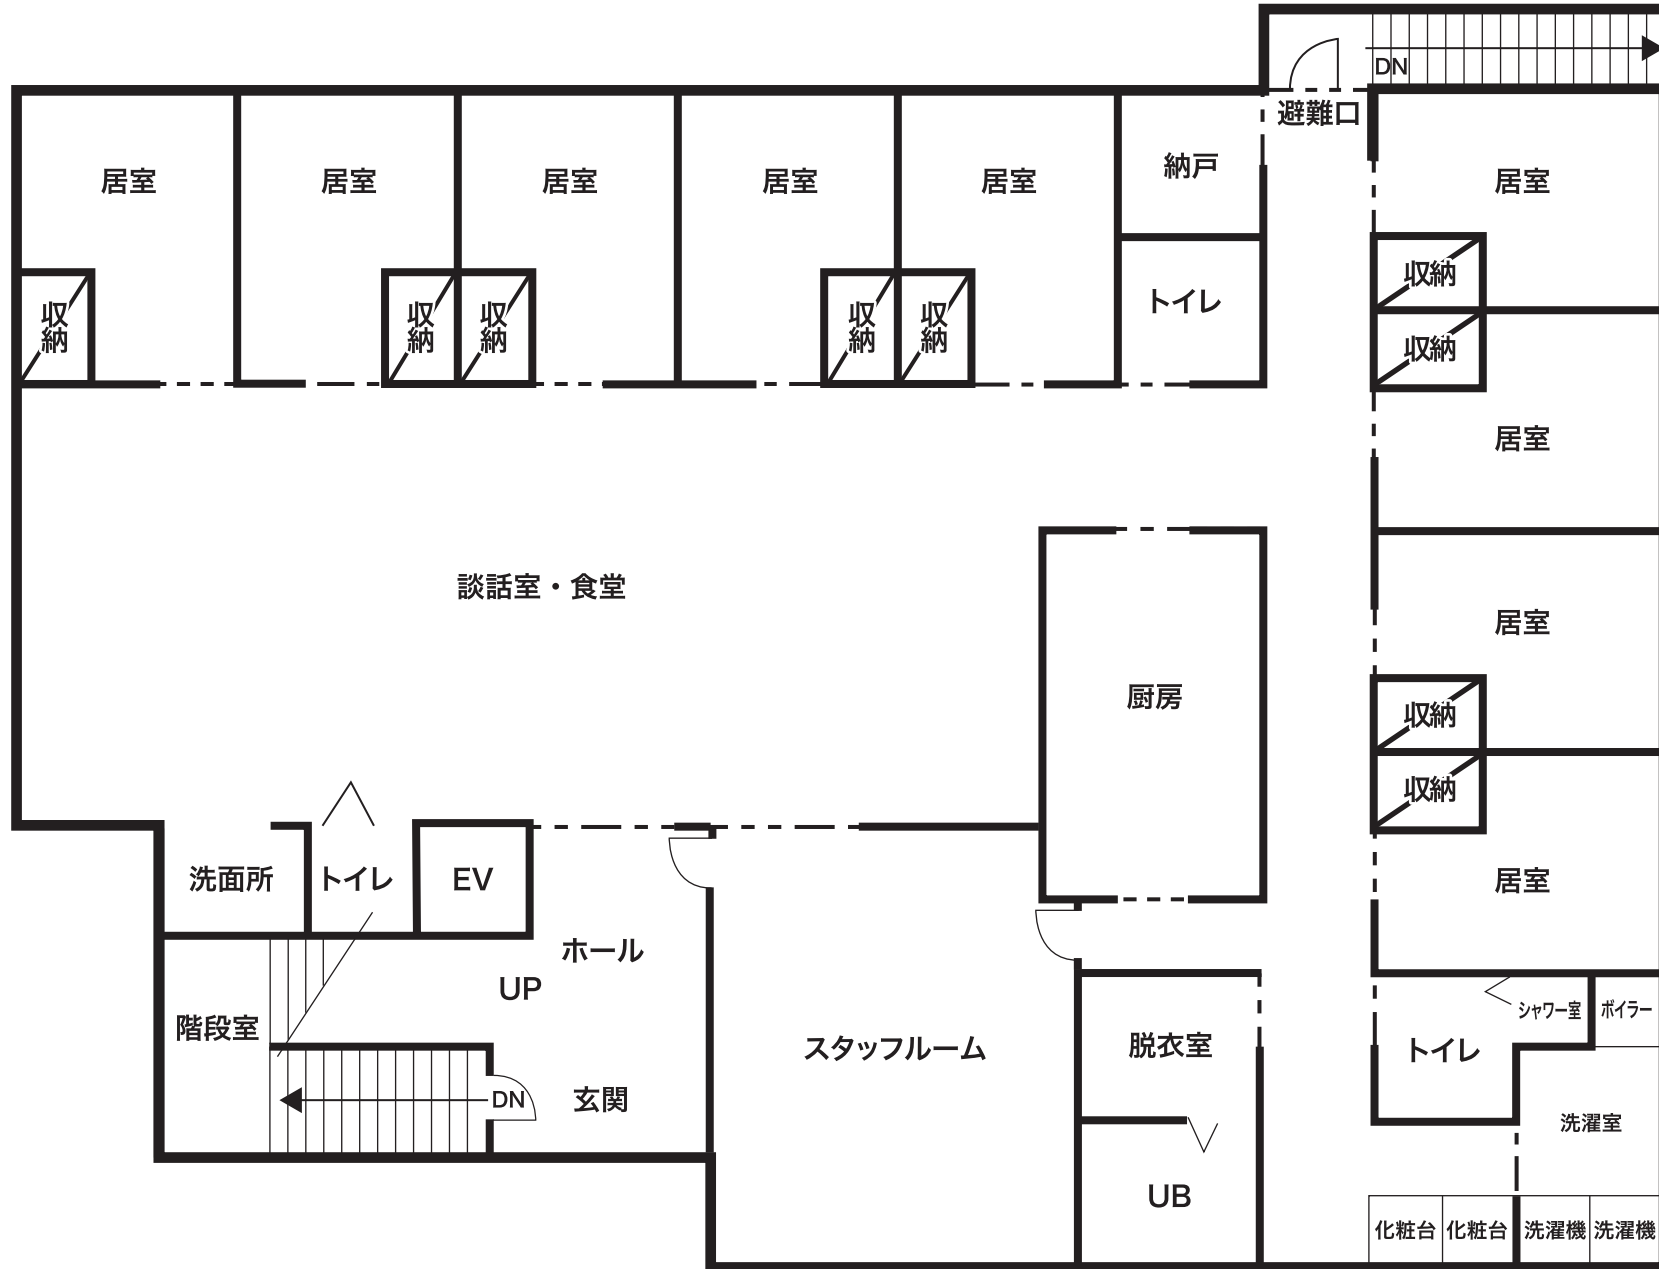 DN
避難口
居室
居室
居室
居室
居室
納戸
居室
収納
収納
収納
収納
収納
トイレ
収納
収納
居室
談話室・食堂
居室
厨房
収納
収納
洗面所
トイレ
EV
居室
ホール
UP
階段室
スタッフルーム
脱衣室
トイレ
シャワー室
ボイラー
DN
玄関
洗濯室
UB
化粧台
化粧台
洗濯機
洗濯機